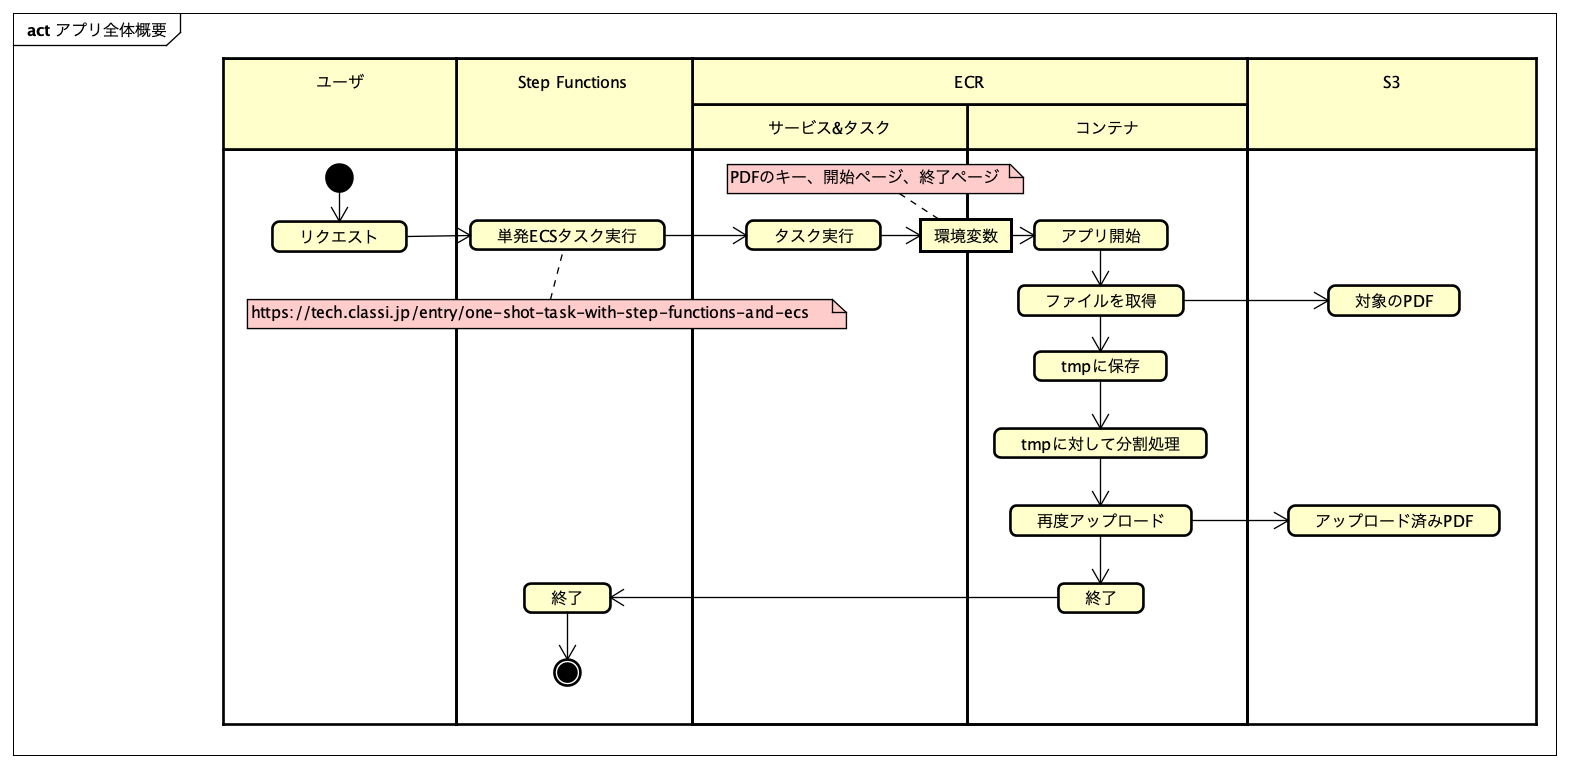 act アプリ全体概要
ユーザ
Step Functions
ECR
S3
サービス&タスク
コンテナ
PDFのキー、開始ページ、終了ページ
リクエスト
単発ECSタスク実行
タスク実行
環境変数
アプリ開始
https://tech.classi.jp/entry/one-shot-task-with-step-functions-and-ecs
ファイルを取得
対象のPDF
tmpに保存
tmpに対して分割処理
再度アップロード
アップロード済みPDF
終了
終了